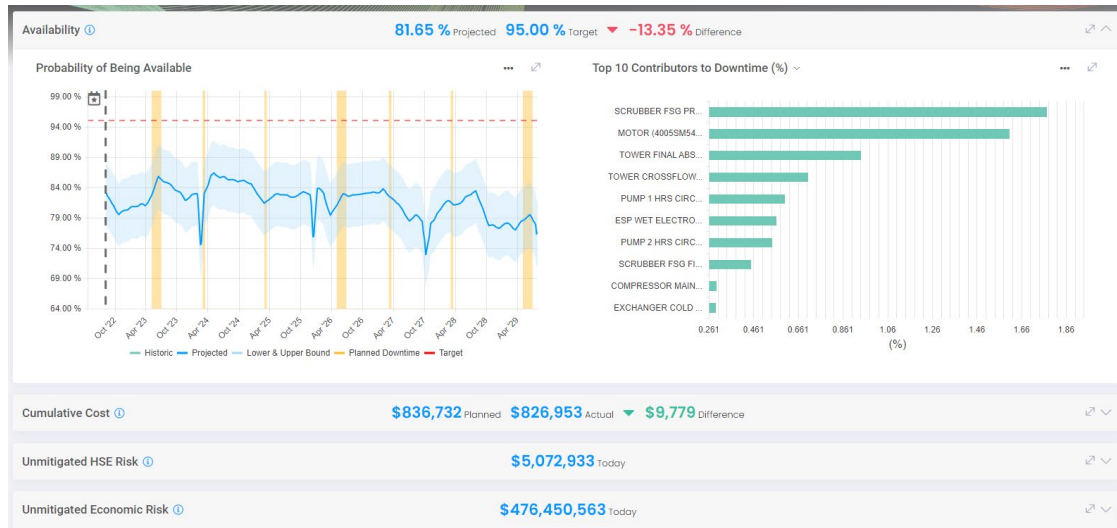 Availability
81.65 % Projected 95.00 % Target -13.35 % Difference
Probability of Being Available
99.00 %
94.00 %
89.00 %
84.00 %
79.00 %
74.00 %
69.00 %
64.00 %
Oct '22 Apr '23 Oct '23 Apr '24 Oct '24 Apr '25 Oct '25 Apr '26 Oct '26 Apr '27 Oct '27 Apr '28 Oct '28 Apr '29
Historic Projected Lower & Upper Bound Planned Downtime Target
Top 10 Contributors to Downtime (%)
SCRUBBER FSG PR...
MOTOR (4005SM54...
TOWER FINAL ABS...
TOWER CROSSFLOW...
PUMP 1 HRS CIRC...
ESP WET ELECTRO...
PUMP 2 HRS CIRC...
SCRUBBER FSG FI...
COMPRESSOR MAIN...
EXCHANGER COLD ...
0.261 0.461 0.661 0.861 1.06 1.26 1.46 1.66 1.86
(%)
Cumulative Cost
$836,732 Planned $826,953 Actual $9,779 Difference
Unmitigated HSE Risk
$5,072,933 Today
Unmitigated Economic Risk
$476,450,563 Today